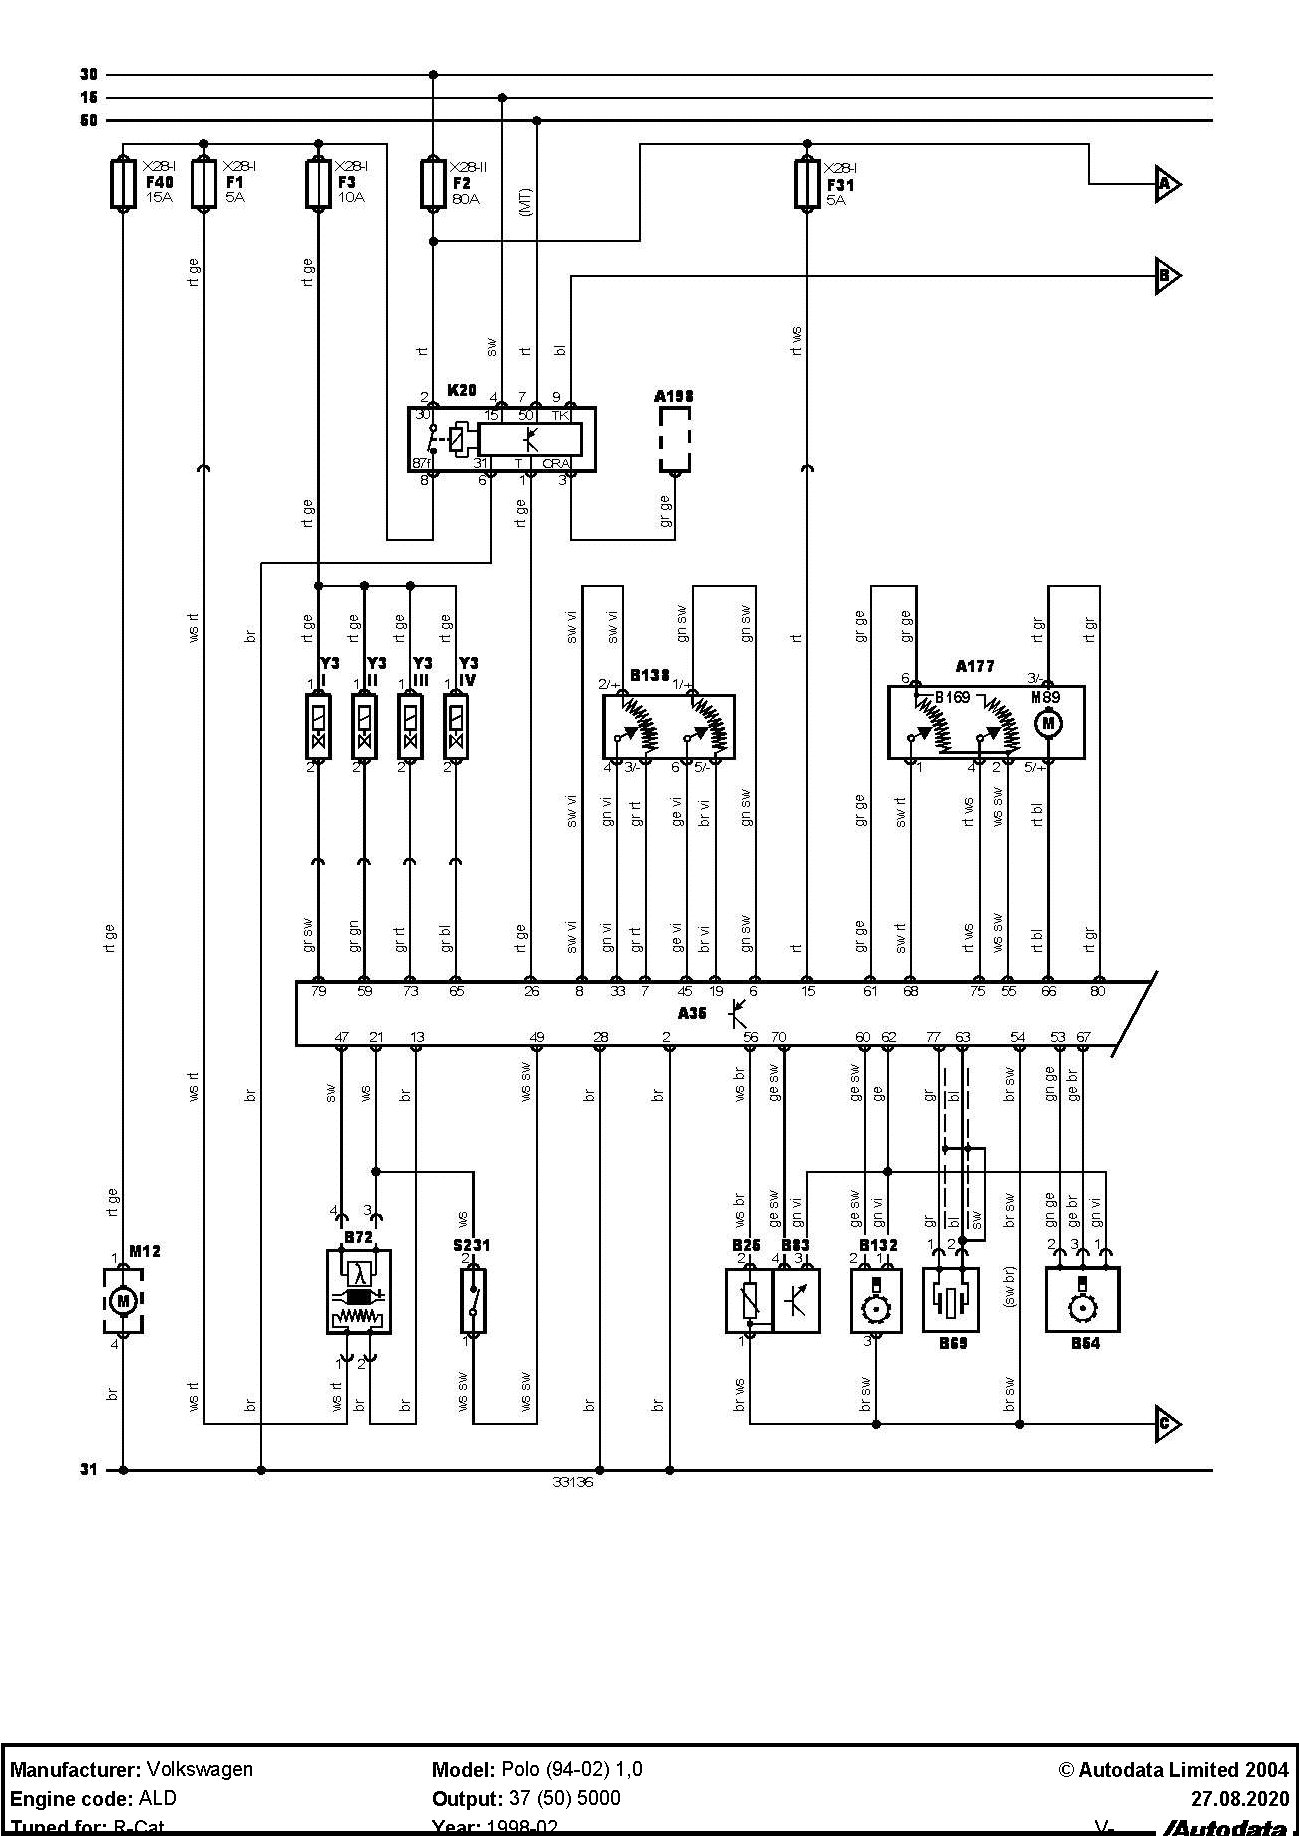 30
15
50
X28-I
F40
15A
X28-I
F1
5A
X28-I
F3
10A
X28-II
F2
80A
(MT)
X28-I
F31
5A
A
B
rt ge
rt ge
rt
sw
rt
bl
rt ws
K20
A198
2 4 7 9
30 15 50 TK
87f 31 T CRA
8 6 1 3
rt ge
rt ge
gr ge
ws rt
br
rt ge
rt ge
rt ge
rt ge
sw vi
sw vi
gn sw
rt
gr ge
gr ge
rt gr
rt gr
Y3 I
Y3 II
Y3 III
Y3 IV
1 1 1 1
B138
2/+ 1/+
A177
6 3/-
B169 M89
M
2 2 2 2
4 3/- 6 5/-
1 4 2 5/+
sw vi
gn vi
gr rt
ge vi
br vi
gn sw
gr ge
sw rt
rt ws
ws sw
rt bl
rt ge
gr sw
gr gn
gr rt
gr bl
rt ge
sw vi
gn vi
gr rt
ge vi
br vi
gn sw
rt
gr ge
sw rt
rt ws
ws sw
rt bl
rt gr
79 59 73 65 26 8 33 7 45 19 6 15 61 68 75 55 66 80
A35
47 21 13 49 28 2 56 70 60 62 77 63 54 53 67
ws rt
br
sw
ws
br
ws sw
br
br
ws br
ge sw
ge sw
ge
gr
bl
br sw
gn ge
ge br
rt ge
ws
ws br
ge sw
gn vi
ge sw
gn vi
gr
bl
sw
br sw
gn ge
ge br
gn vi
4 3
1 M12
B72
S231
2
B25 B83
2 4 3
B132
2 1
1 2
2 3 1
(sw br)
M
4
1 2
1
1
3
B69
B54
br
ws rt
br
ws rt
br
br
ws sw
ws sw
br
br
br ws
br sw
br sw
C
31
33136
Manufacturer: Volkswagen
Model: Polo (94-02) 1,0
© Autodata Limited 2004
Engine code: ALD
Output: 37 (50) 5000
27.08.2020
Tuned for: R-Cat
Year: 1998-02
V-
Autodata